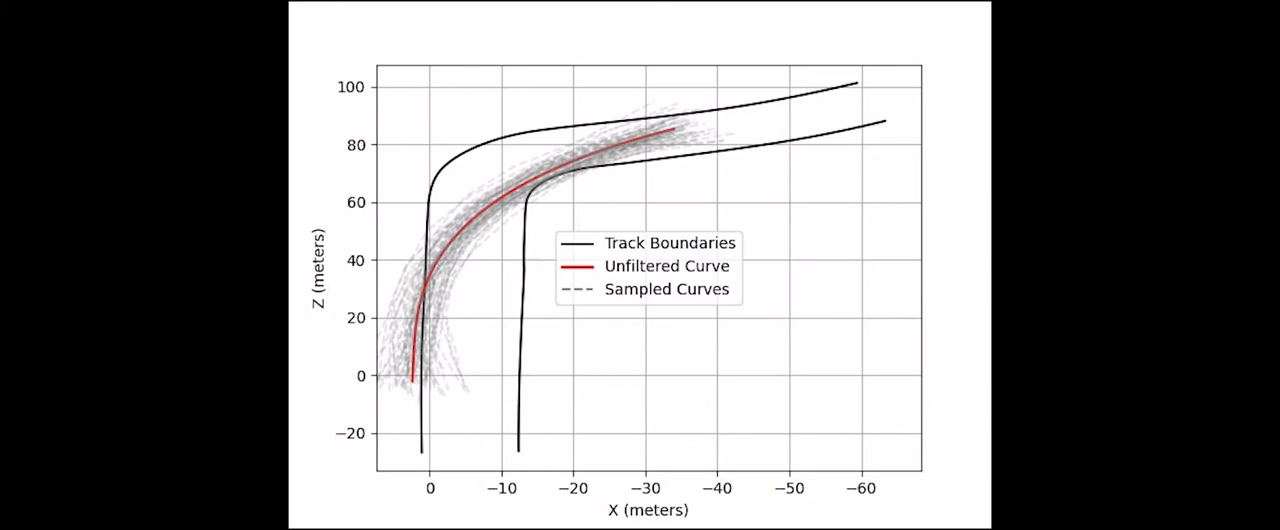 100
80
60
40
20
0
−20
Z (meters)
Track Boundaries
Unfiltered Curve
Sampled Curves
0 −10 −20 −30 −40 −50 −60
X (meters)